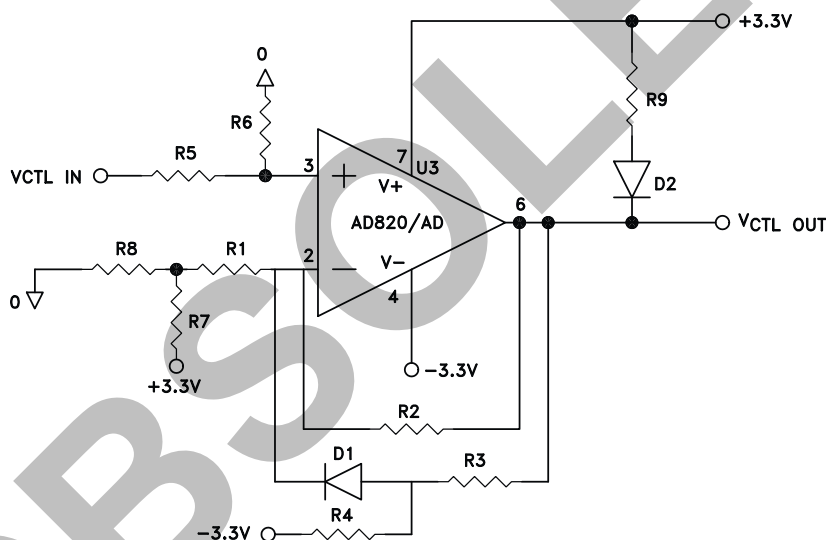 +3.3V
0
R9
R6
R5
3
7
U3
VCTL IN
+
V+
D2
6
AD820/AD
VCTL OUT
R8
R1
2
−
V−
4
0
R7
+3.3V
−3.3V
R2
D1
R3
R4
−3.3V
OBSOLE